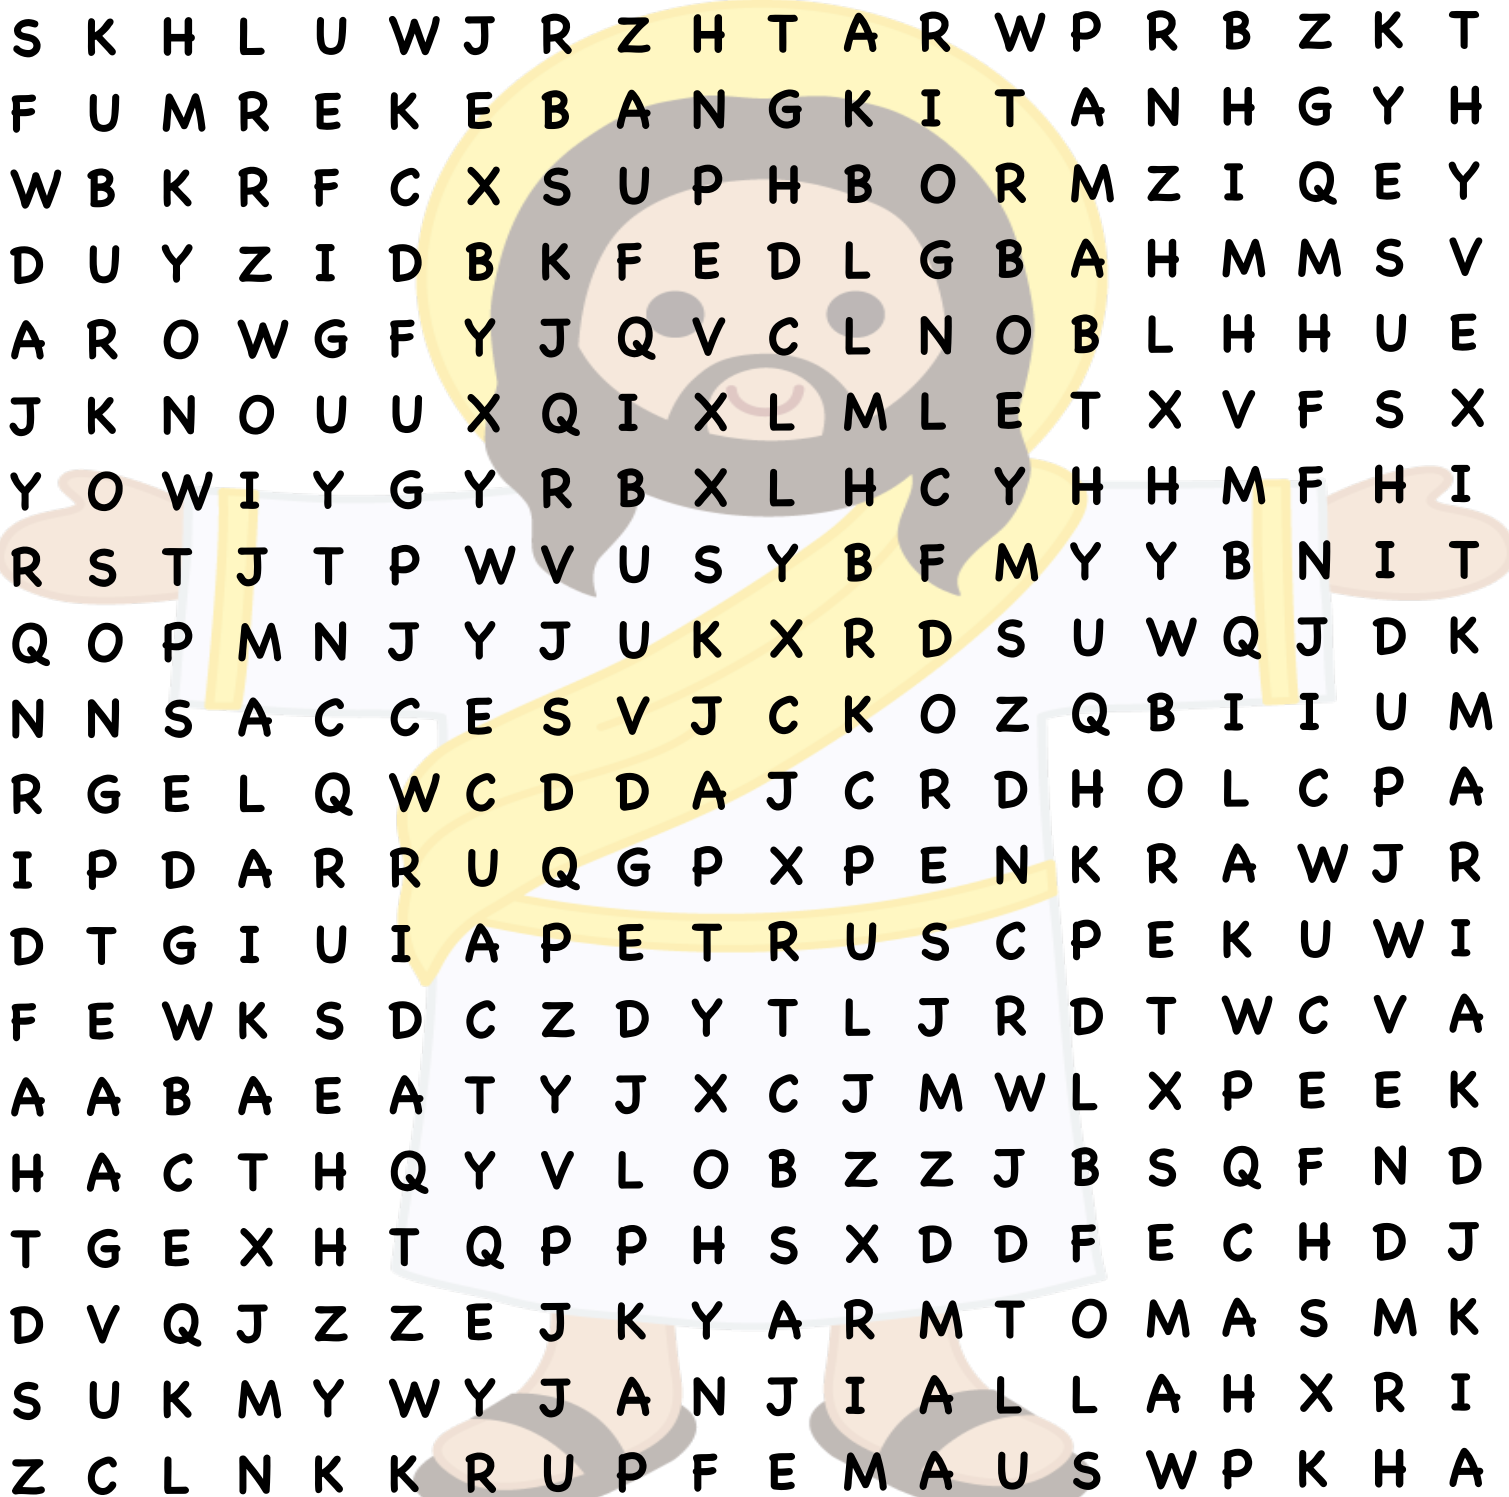 S K H L U W J R Z H T A R W P R B Z K T
F U M R E K E B A N G K I T A N H G Y H
W B K R F C X S U P H B O R M Z I Q E Y
D U Y Z I D B K F E D L G B A H M M S V
A R O W G F Y J Q V C L N O B L H H U E
J K N O U U X Q I X L M L E T X V F S X
Y O W I Y G Y R B X L H C Y H H M F H I
R S T J T P W V U S Y B F M Y Y B N I T
Q O P M N J Y J U K X R D S U W Q J D K
N N S A C C E S V J C K O Z Q B I I U M
R G E L Q W C D D A J C R D H O L C P A
I P D A R R U Q G P X P E N K R A W J R
D T G I U I A P E T R U S C P E K U W I
F E W K S D C Z D Y T L J R D T W C V A
A A B A E A T Y J X C J M W L X P E E K
H A C T H Q Y V L O B Z Z J B S Q F N D
T G E X H T Q P P H S X D D F E C H D J
D V Q J Z Z E J K Y A R M T O M A S M K
S U K M Y W Y J A N J I A L L A H X R I
Z C L N K K R U P F E M A U S W P K H A